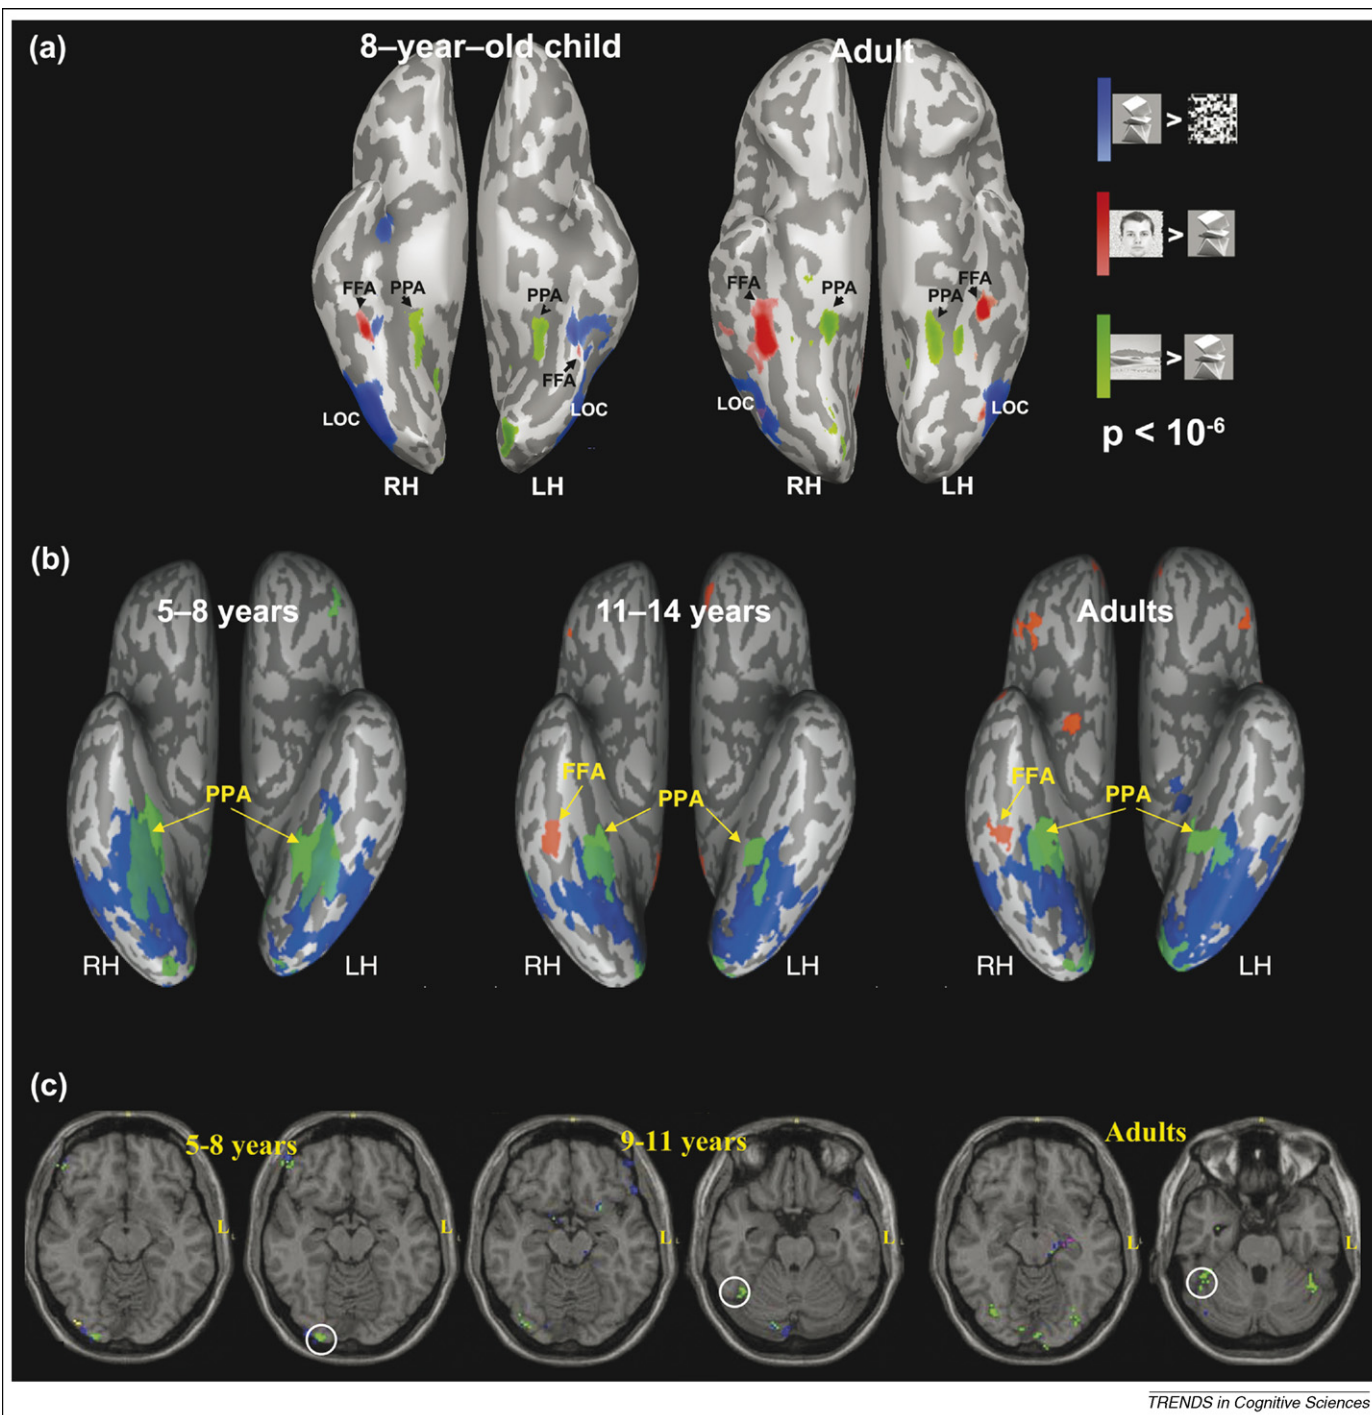 (a)
8–year–old child
Adult
>
>
>
p < 10-6
FFA
PPA
PPA
FFA
LOC
LOC
RH
LH
FFA
PPA
PPA
FFA
LOC
LOC
RH
LH
(b)
5–8 years
11–14 years
Adults
PPA
FFA
PPA
FFA
PPA
RH
LH
RH
LH
RH
LH
(c)
5-8 years
9-11 years
Adults
L
L
L
L
L
L
TRENDS in Cognitive Sciences